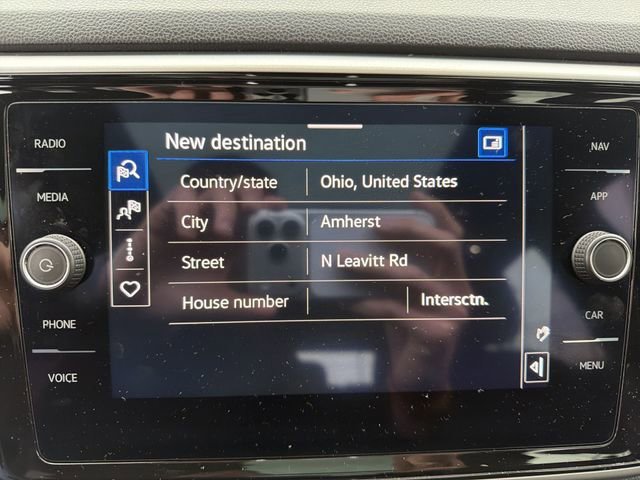 New destination
Country/state Ohio, United States
City Amherst
Street N Leavitt Rd
House number Intersctn.
RADIO
MEDIA
PHONE
VOICE
NAV
APP
CAR
MENU